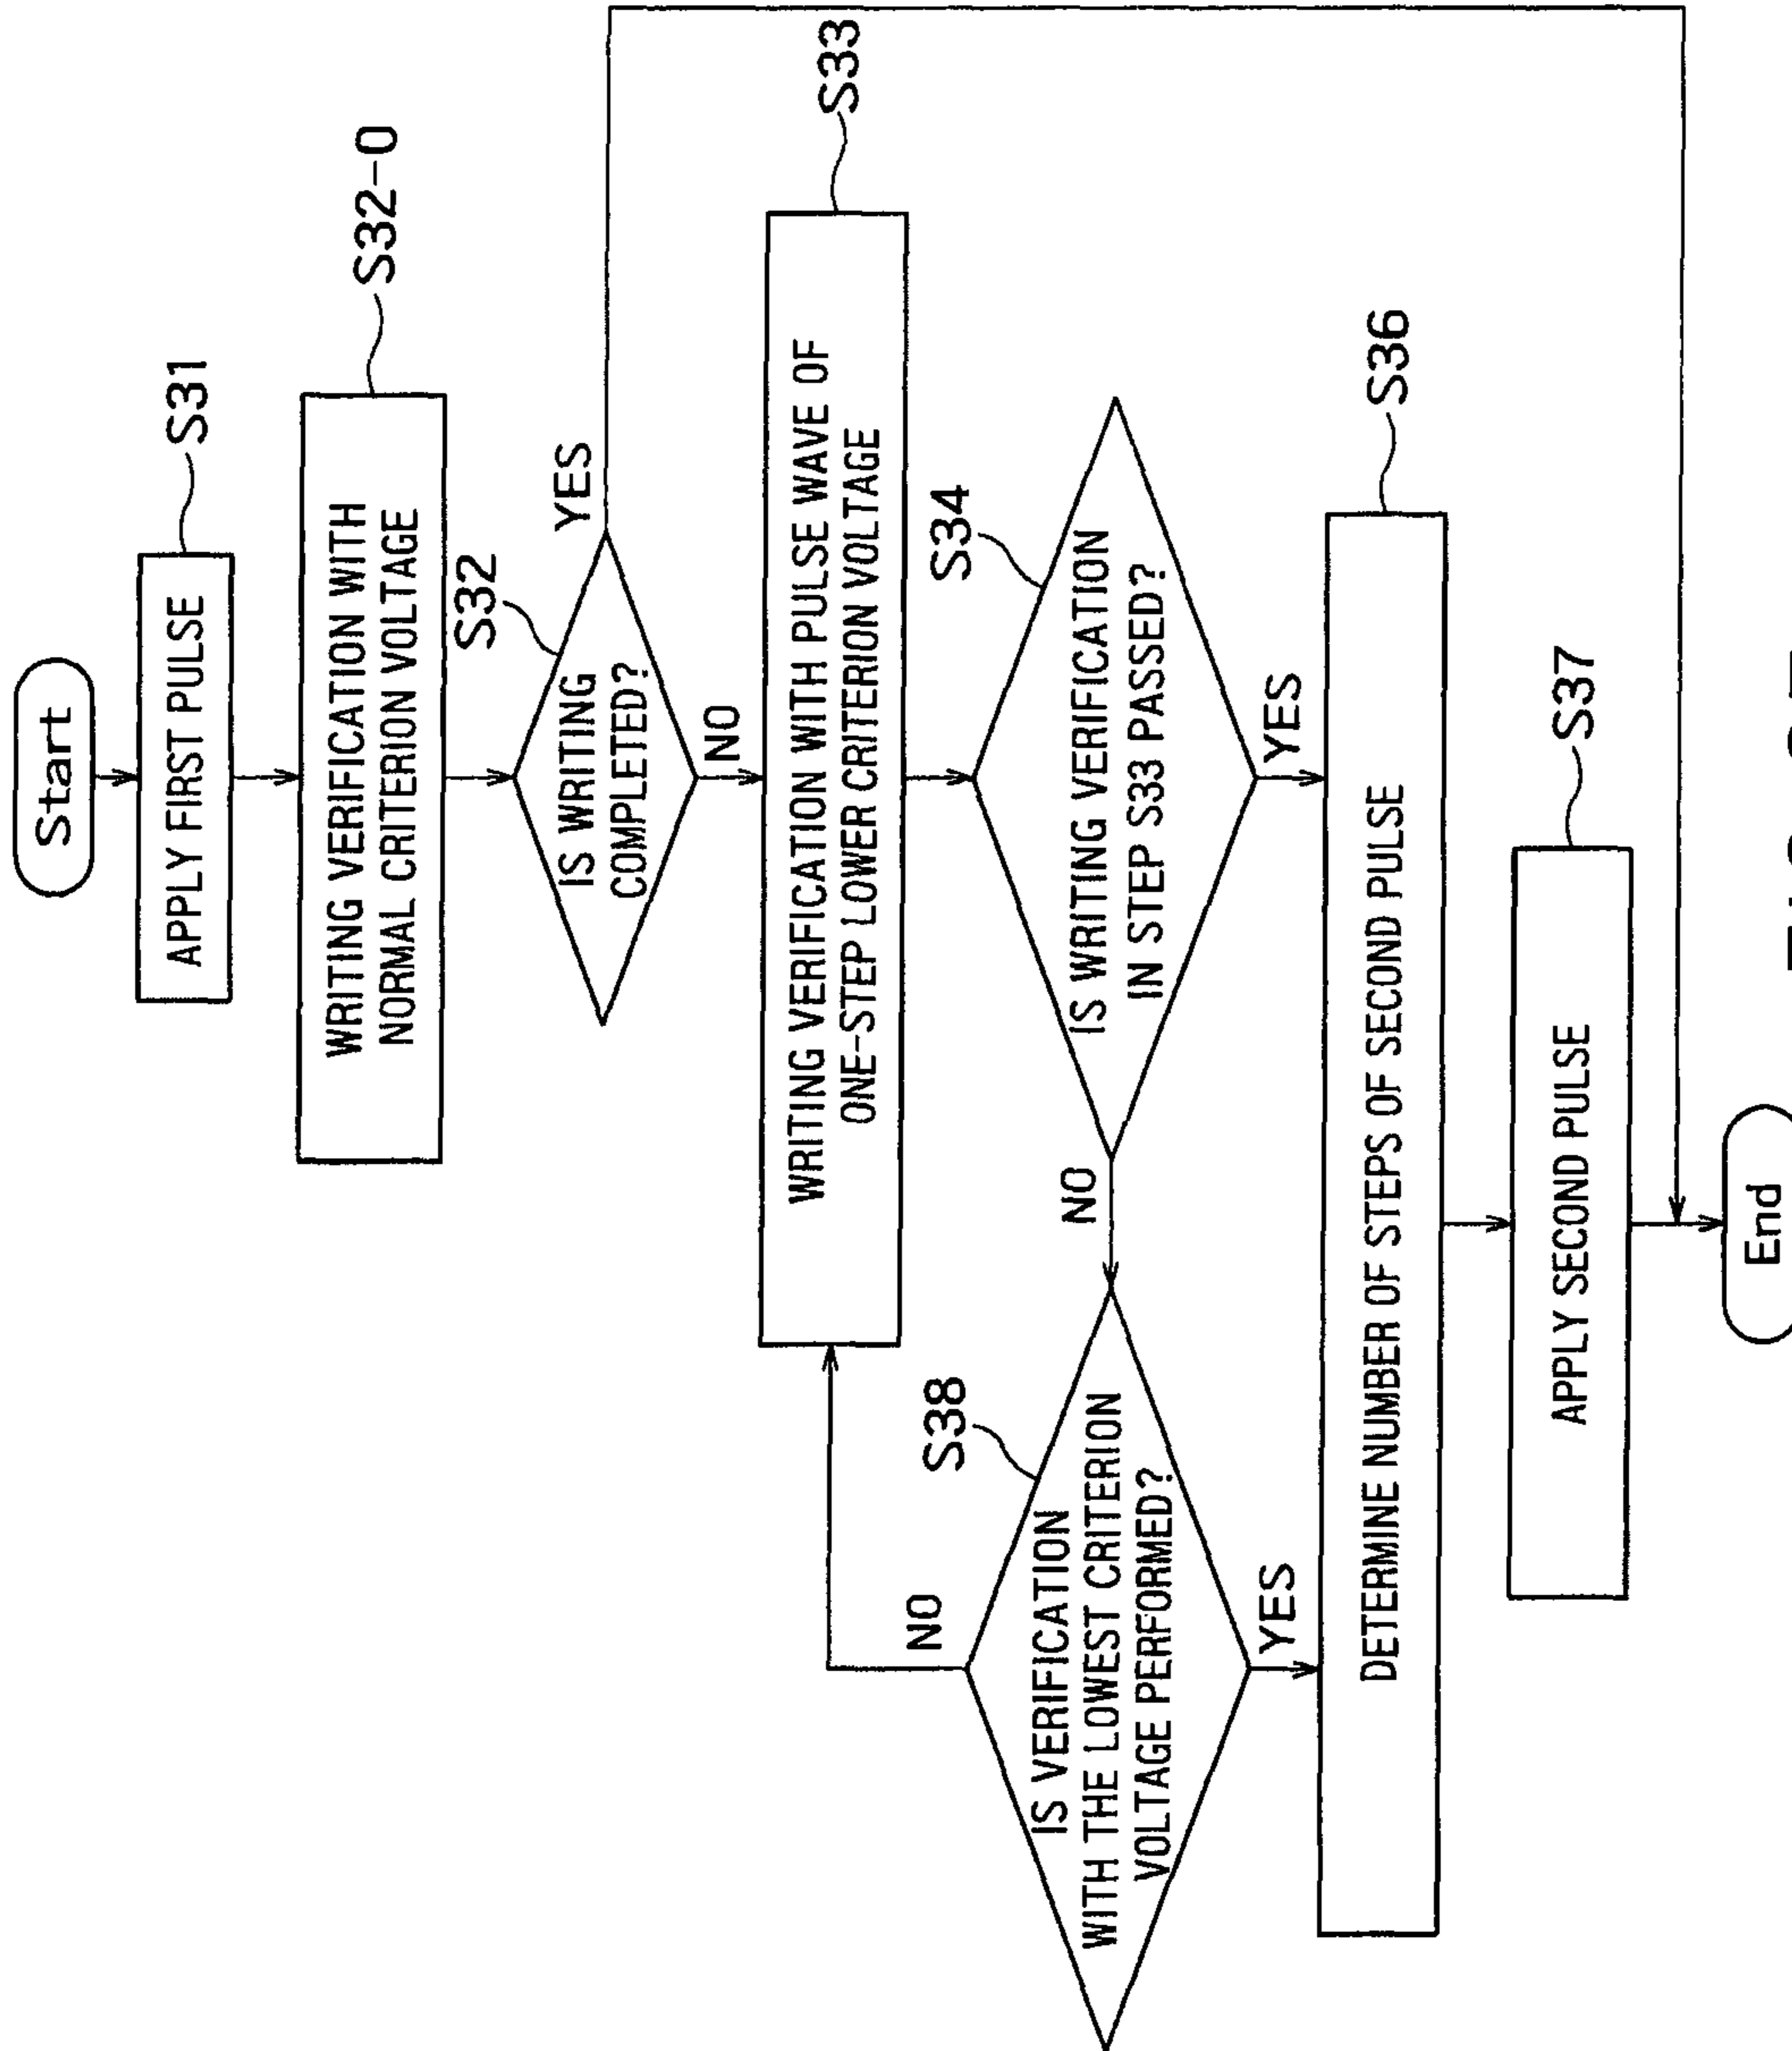 Start
APPLY FIRST PULSE
S31
WRITING VERIFICATION WITH
NORMAL CRITERION VOLTAGE
S32-0
S32
IS WRITING
COMPLETED?
YES
NO
WRITING VERIFICATION WITH PULSE WAVE OF
ONE-STEP LOWER CRITERION VOLTAGE
S33
S34
IS WRITING VERIFICATION
IN STEP S33 PASSED?
NO
YES
S38
IS VERIFICATION
WITH THE LOWEST CRITERION
VOLTAGE PERFORMED?
NO
YES
DETERMINE NUMBER OF STEPS OF SECOND PULSE
S36
APPLY SECOND PULSE
S37
End